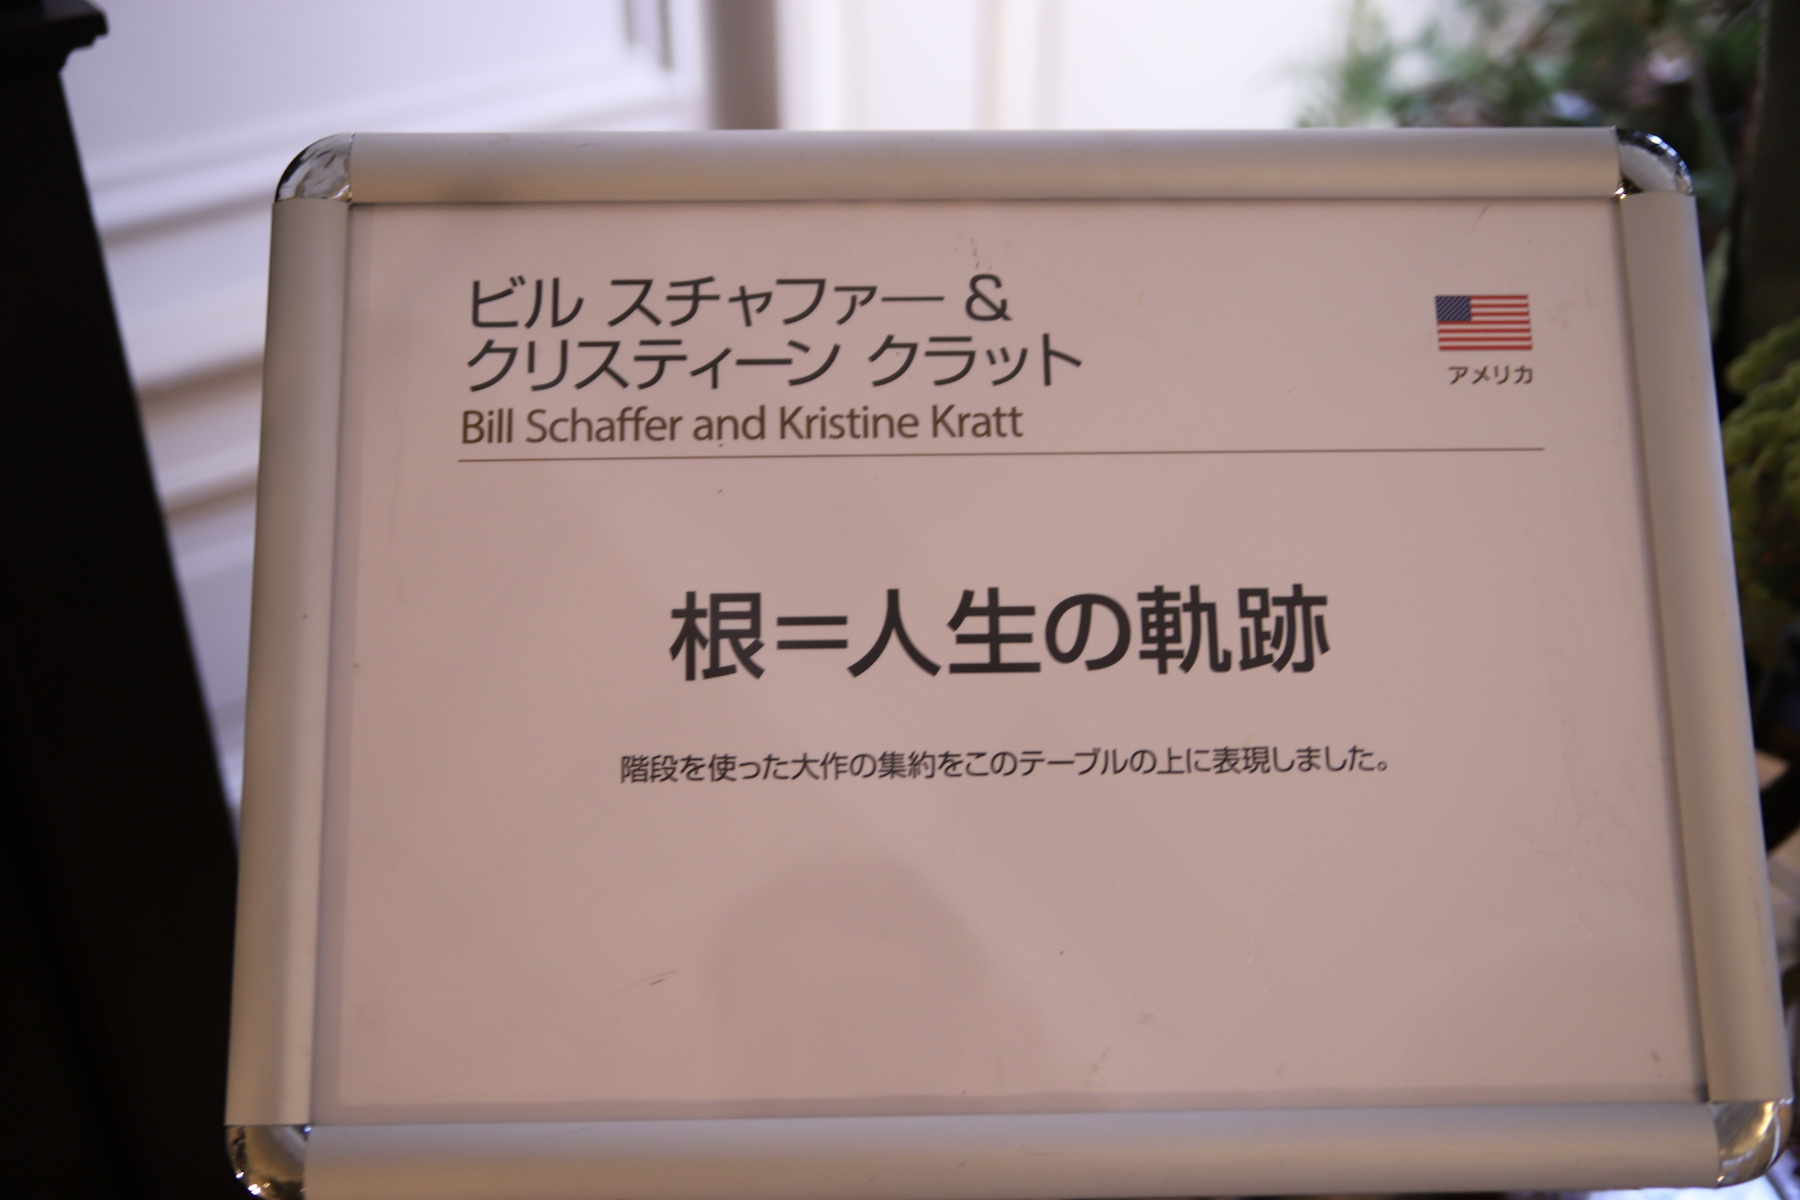 ビル スチャファー &
クリスティーン クラット
Bill Schaffer and Kristine Kratt
アメリカ
根=人生の軌跡
階段を使った大作の集約をこのテーブルの上に表現しました。